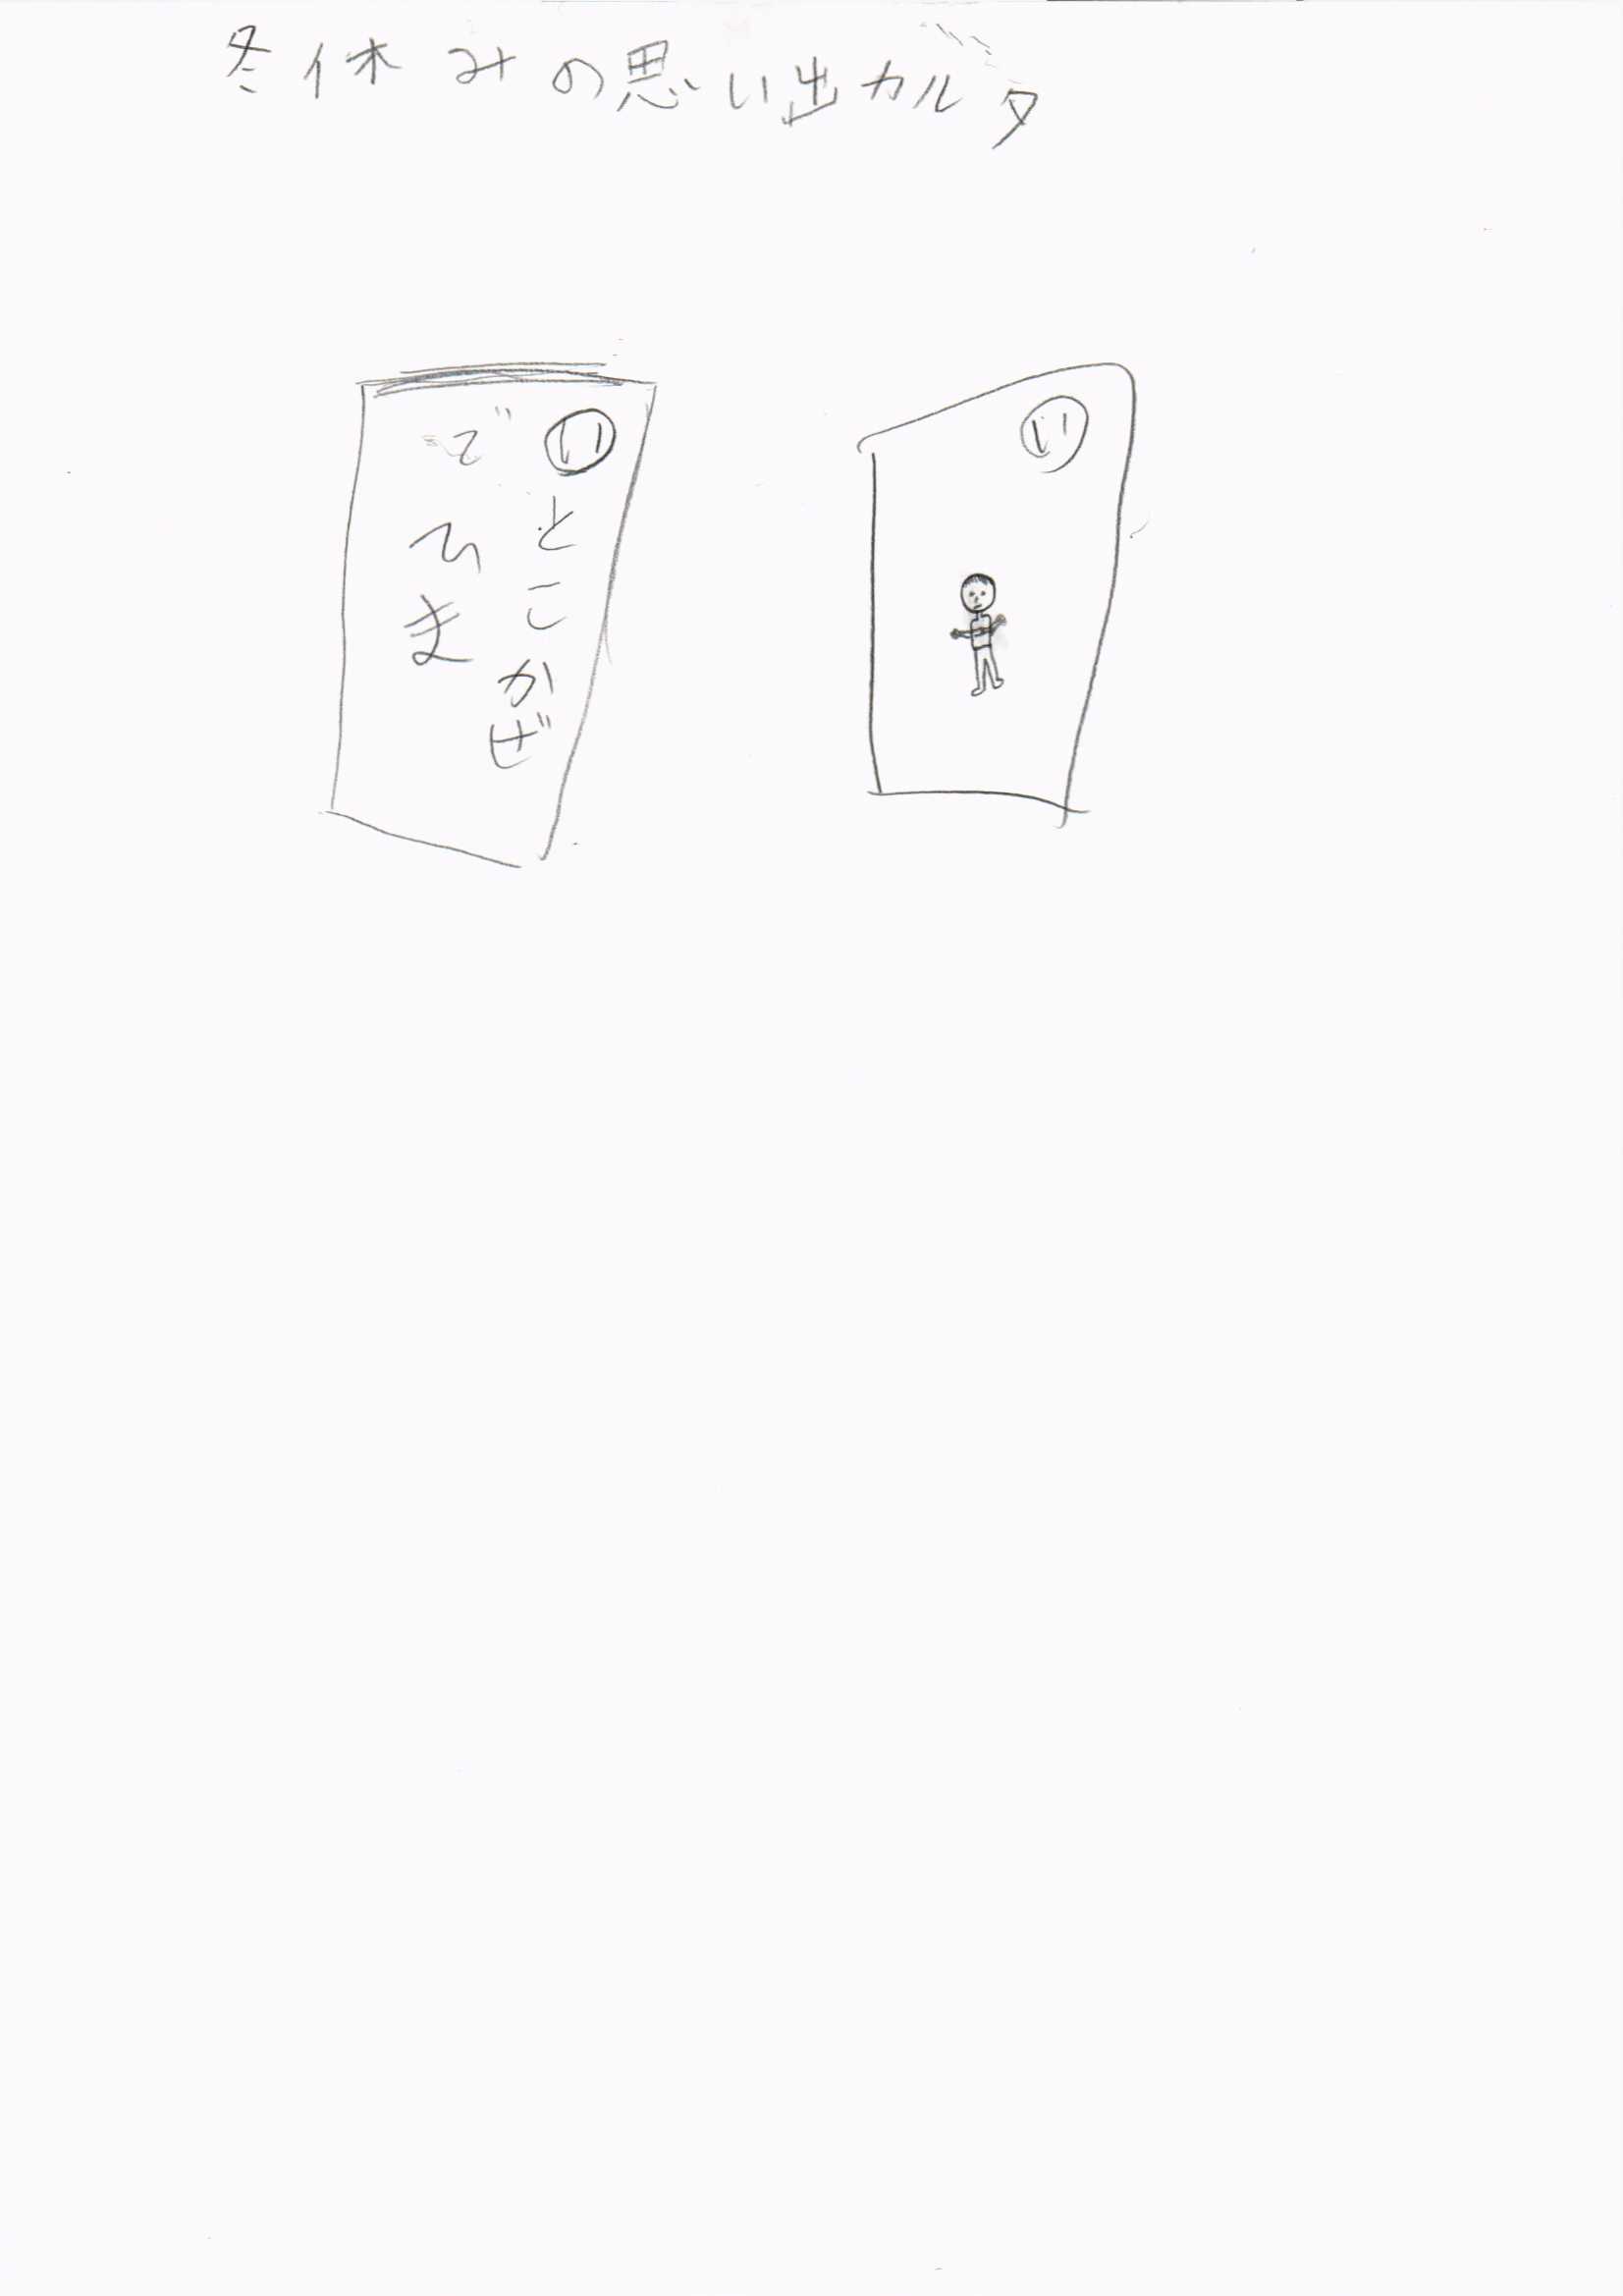 冬休みの思い出カルタ
いとこかぜ
でひま
い